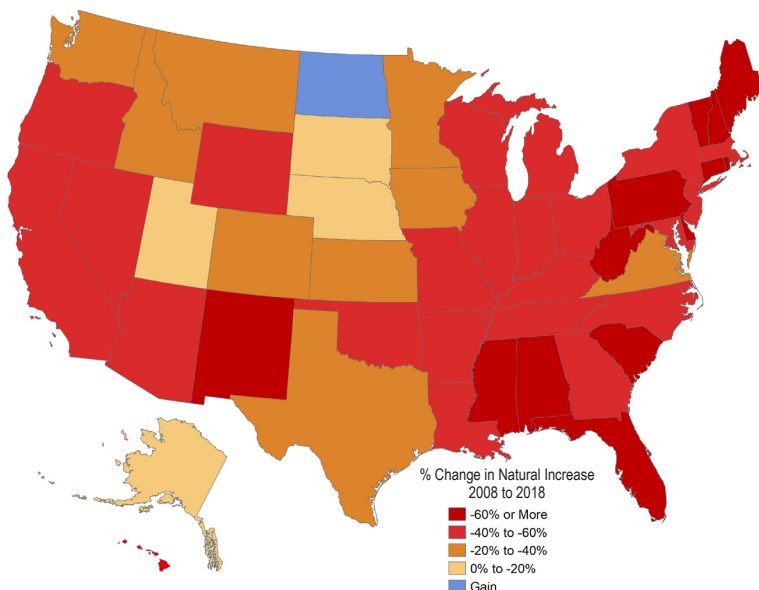 % Change in Natural Increase
2008 to 2018
-60% or More
-40% to -60%
-20% to -40%
0% to -20%
Gain